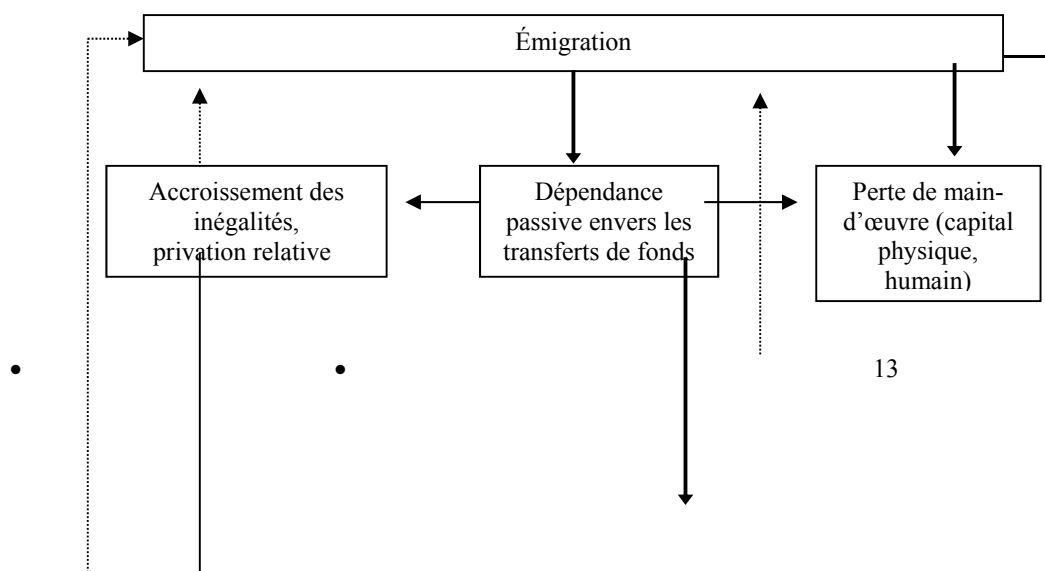 Émigration
Accroissement des
inégalités,
privation relative
Dépendance
passive envers les
transferts de fonds
Perte de main-
d'œuvre (capital
physique,
humain)
• • 13